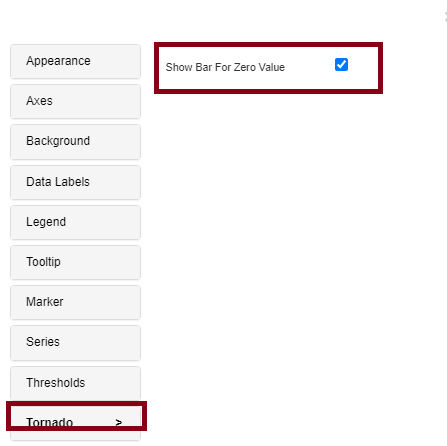 Appearance
Show Bar For Zero Value
Axes
Background
Data Labels
Legend
Tooltip
Marker
Series
Thresholds
Tornado >